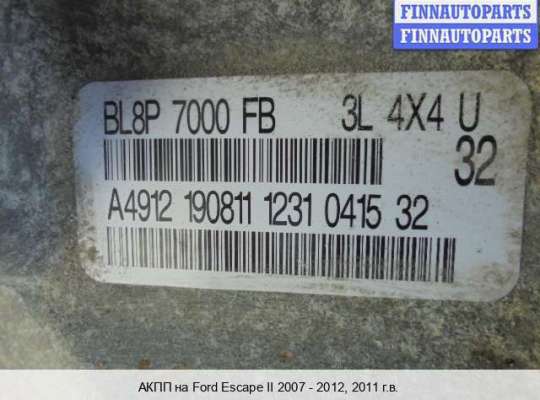 FINNAUTOPARTS
FINNAUTOPARTS
BL8P 7000 FB 3L 4X4 U
32
A4912 190811 1231 0415 32
АКПП на Ford Escape II 2007 - 2012, 2011 г.в.